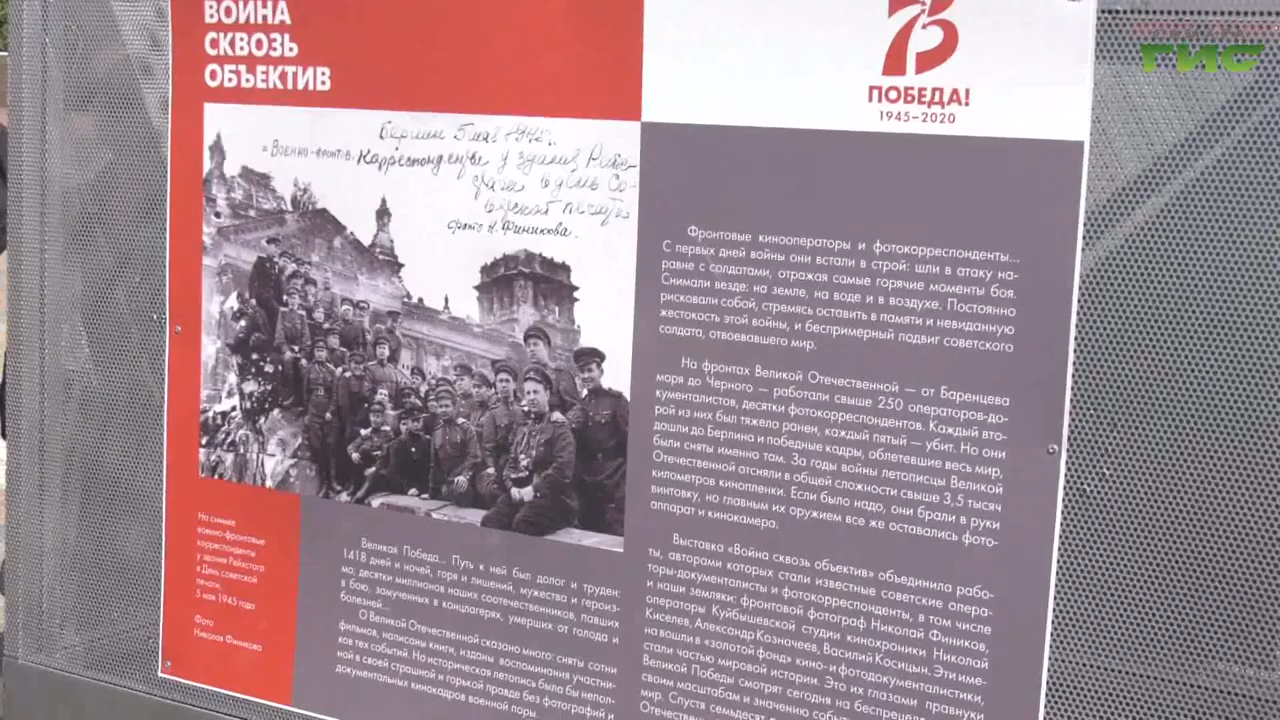 ВОЙНА
СКВОЗЬ
ОБЪЕКТИВ
75
ПОБЕДА!
1945–2020
ГИС
Берлин 5 мая 1945г.
= Военно-фронтов. Корреспонденты у здания Рейхс-
тага в день Со-
ветской печати
фото Н. Финикова.
На снимке
военно-фронтовые
корреспонденты
у здания Рейхстага
в День советской
печати.
5 мая 1945 года
Фото
Николая Финикова
Великая Победа... Путь к ней был долог и труден:
1418 дней и ночей, горя и лишений, мужества и героиз-
ма; десятки миллионов наших соотечественников, павших
в бою, замученных в концлагерях, умерших от голода и
болезней...
О Великой Отечественной сказано много: сняты сотни
фильмов, написаны книги, изданы воспоминания участни-
ков тех событий. Но историческая летопись была бы непол-
ной в своей страшной и горькой правде без фотографий и
документальных кинокадров военной поры.
Фронтовые кинооператоры и фотокорреспонденты...
С первых дней войны они встали в строй: шли в атаку на-
равне с солдатами, отражая самые горячие моменты боя.
Снимали везде: на земле, на воде и в воздухе. Постоянно
рисковали собой, стремясь оставить в памяти и невиданную
жестокость этой войны, и беспримерный подвиг советского
солдата, отвоевавшего мир.
На фронтах Великой Отечественной — от Баренцева
моря до Черного — работали свыше 250 операторов-до-
кументалистов, десятки фотокорреспондентов. Каждый вто-
рой из них был тяжело ранен, каждый пятый — убит. Но они
дошли до Берлина и победные кадры, облетевшие весь мир,
были сняты именно там. За годы войны летописцы Великой
Отечественной отсняли в общей сложности свыше 3,5 тысяч
километров кинопленки. Если было надо, они брали в руки
винтовку, но главным их оружием все же оставались фото-
аппарат и кинокамера.
Выставка «Война сквозь объектив» объединила рабо-
ты, авторами которых стали известные советские опера-
торы-документалисты и фотокорреспонденты, в том числе
и наши земляки: фронтовой фотограф Николай Фиников,
операторы Куйбышевской студии кинохроники Николай
Киселев, Александр Казначеев, Василий Косицын. Эти име-
на вошли в «золотой фонд» кино- и фотодокументалистики,
стали частью мировой истории. Это их глазами правнуки
Великой Победы смотрят сегодня на беспрецед
своим масштабам и значению событ
мир. Спустя семьдесят
Отечествен